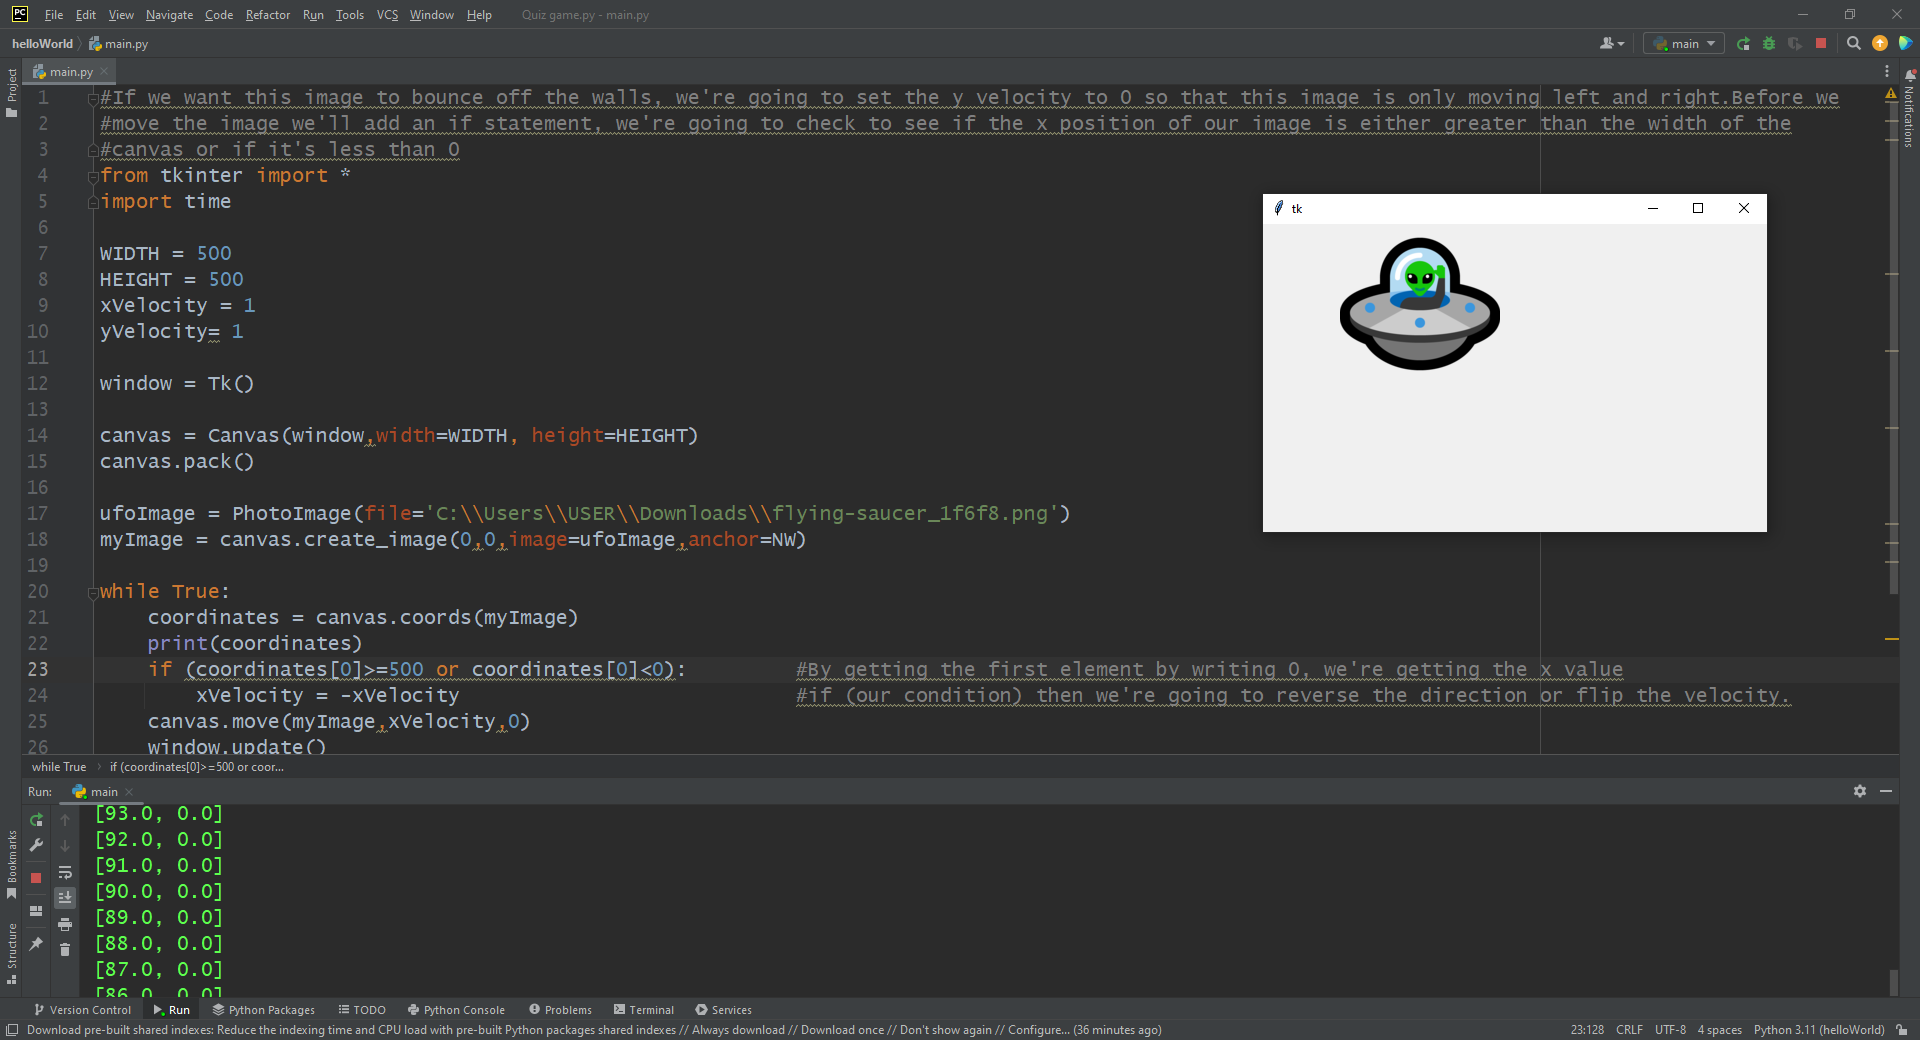 PC File Edit View Navigate Code Refactor Run Tools VCS Window Help Quiz game.py - main.py
helloWorld main.py
main
main.py
Project
Notifications
1 #If we want this image to bounce off the walls, we're going to set the y velocity to 0 so that this image is only moving left and right.Before we
2 #move the image we'll add an if statement, we're going to check to see if the x position of our image is either greater than the width of the
3 #canvas or if it's less than 0
4 from tkinter import *
5 import time
6
7 WIDTH = 500
8 HEIGHT = 500
9 xVelocity = 1
10 yVelocity= 1
11
12 window = Tk()
13
14 canvas = Canvas(window,width=WIDTH, height=HEIGHT)
15 canvas.pack()
16
17 ufoImage = PhotoImage(file='C:\\Users\\USER\\Downloads\\flying-saucer_1f6f8.png')
18 myImage = canvas.create_image(0,0,image=ufoImage,anchor=NW)
19
20 while True:
21 coordinates = canvas.coords(myImage)
22 print(coordinates)
23 if (coordinates[0]>=500 or coordinates[0]<0): #By getting the first element by writing 0, we're getting the x value
24 xVelocity = -xVelocity #if (our condition) then we're going to reverse the direction or flip the velocity.
25 canvas.move(myImage,xVelocity,0)
26 window.update()
tk
while True if (coordinates[0]>=500 or coor...
Run: main
[93.0, 0.0]
[92.0, 0.0]
[91.0, 0.0]
[90.0, 0.0]
[89.0, 0.0]
[88.0, 0.0]
[87.0, 0.0]
[86.0, 0.0]
Bookmarks
Structure
Version Control Run Python Packages TODO Python Console Problems Terminal Services
Download pre-built shared indexes: Reduce the indexing time and CPU load with pre-built Python packages shared indexes // Always download // Download once // Don't show again // Configure... (36 minutes ago) 23:128 CRLF UTF-8 4 spaces Python 3.11 (helloWorld)